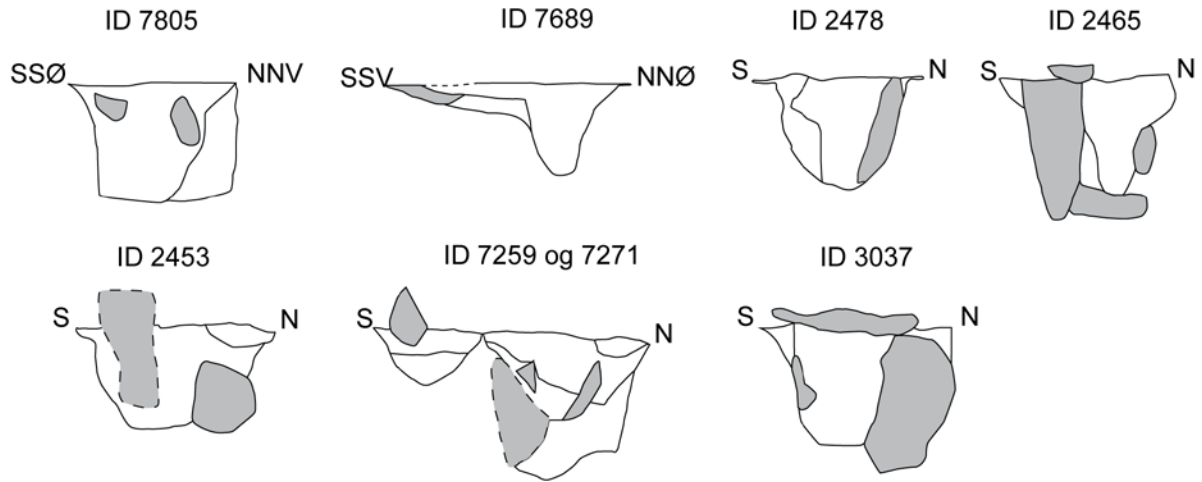 ID 7805
SSØ
NNV
ID 7689
SSV
NNØ
ID 2478
S
N
ID 2465
S
N
ID 2453
S
N
ID 7259 og 7271
S
N
ID 3037
S
N